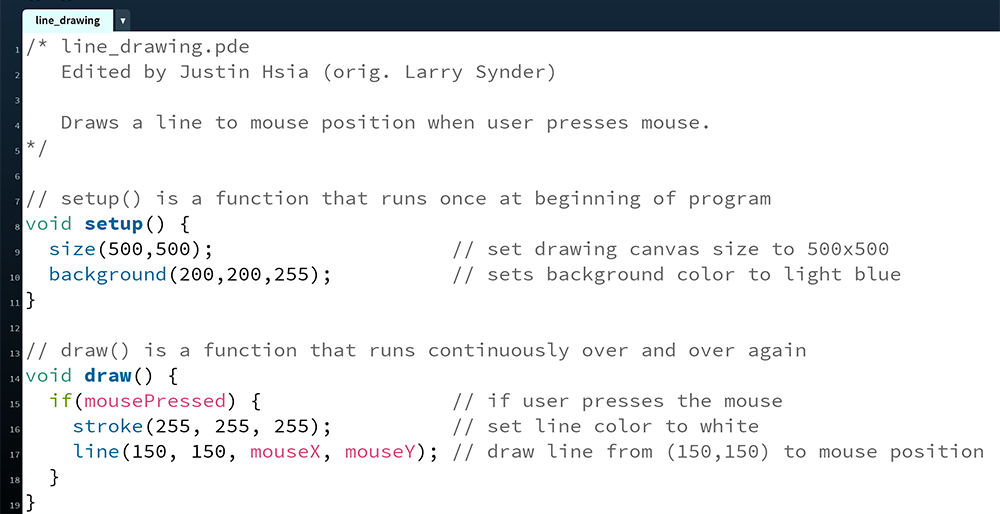 line_drawing ▼
1 /* line_drawing.pde
2    Edited by Justin Hsia (orig. Larry Synder)
3
4    Draws a line to mouse position when user presses mouse.
5 */
6
7 // setup() is a function that runs once at beginning of program
8 void setup() {
9   size(500,500);                    // set drawing canvas size to 500x500
10   background(200,200,255);          // sets background color to light blue
11 }
12
13 // draw() is a function that runs continuously over and over again
14 void draw() {
15   if(mousePressed) {                // if user presses the mouse
16     stroke(255, 255, 255);          // set line color to white
17     line(150, 150, mouseX, mouseY); // draw line from (150,150) to mouse position
18   }
19 }